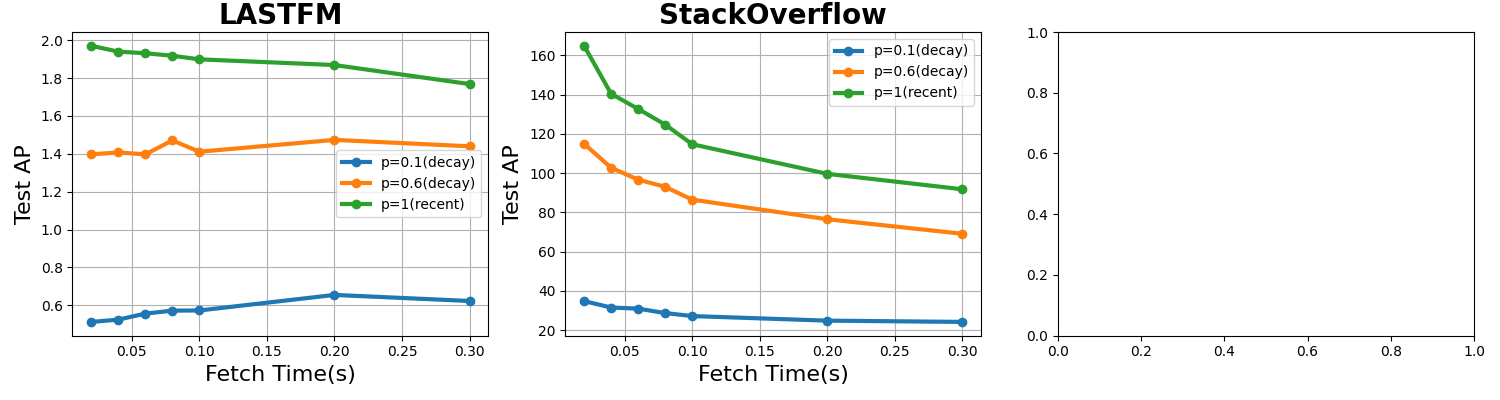 LASTFM
2.0
1.8
1.6
1.4
1.2
1.0
0.8
0.6
Test AP
p=0.1(decay)
p=0.6(decay)
p=1(recent)
0.05 0.10 0.15 0.20 0.25 0.30
Fetch Time(s)
StackOverflow
160
140
120
100
80
60
40
20
Test AP
p=0.1(decay)
p=0.6(decay)
p=1(recent)
0.05 0.10 0.15 0.20 0.25 0.30
Fetch Time(s)
1.0
0.8
0.6
0.4
0.2
0.0
0.0 0.2 0.4 0.6 0.8 1.0